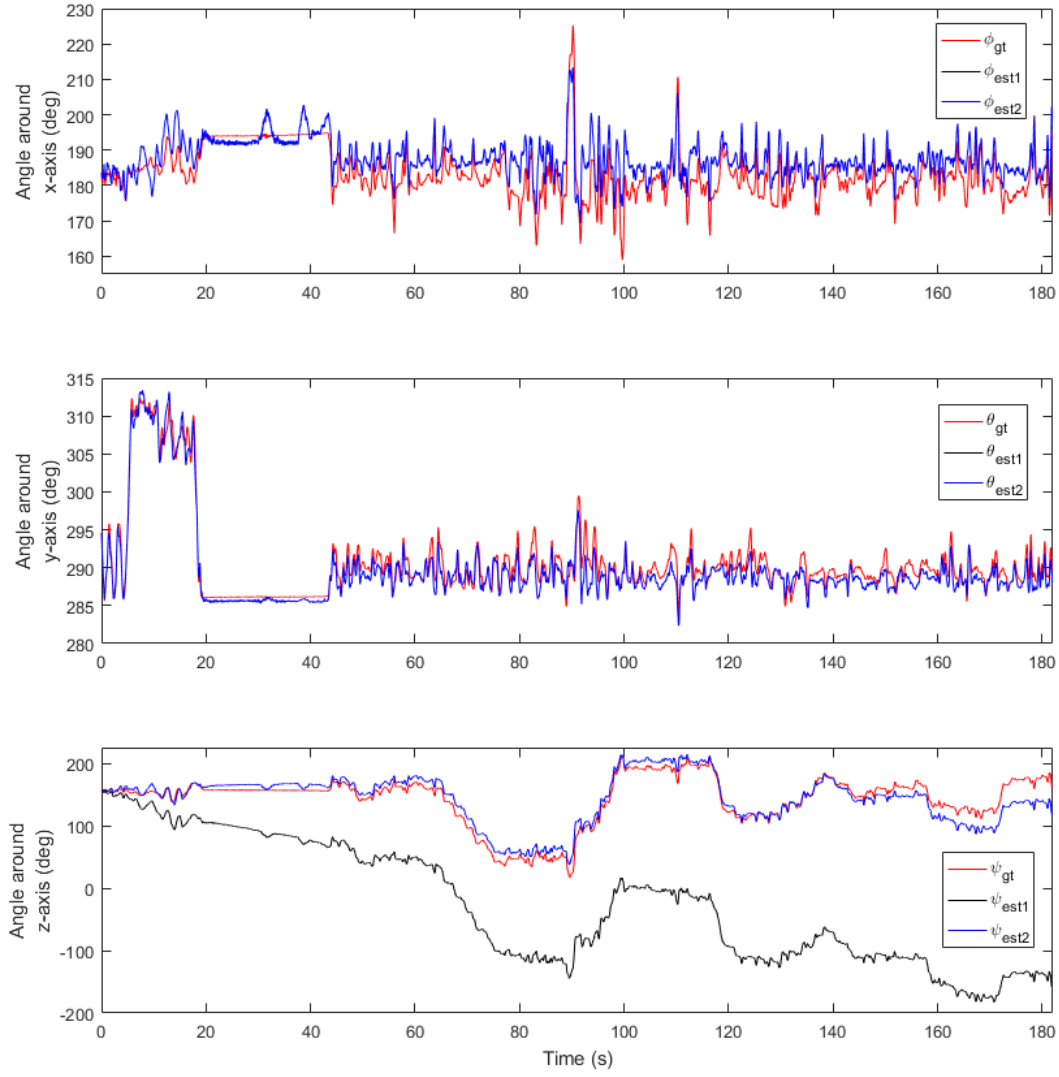 230
220
210
200
190
180
170
160
Angle around
x-axis (deg)
ϕgt
ϕest1
ϕest2
0 20 40 60 80 100 120 140 160 180
315
310
305
300
295
290
285
280
Angle around
y-axis (deg)
θgt
θest1
θest2
0 20 40 60 80 100 120 140 160 180
200
100
0
-100
-200
Angle around
z-axis (deg)
ψgt
ψest1
ψest2
0 20 40 60 80 100 120 140 160 180
Time (s)